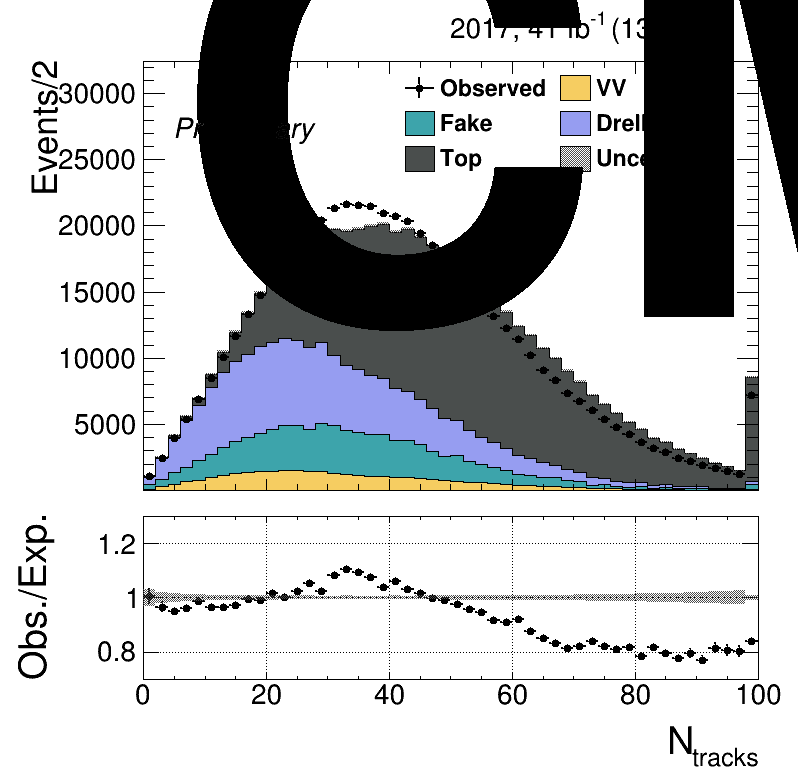 2017, 41 fb⁻¹ (13
Events/2
30000
25000
20000
15000
10000
5000
Observed
VV
Fake
Top
Obs./Exp.
1.2
1
0.8
0 20 40 60 80 100
N_tracks